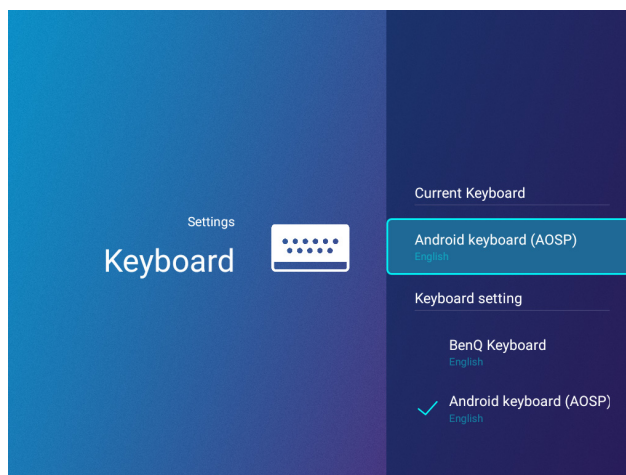 Settings
Keyboard
Current Keyboard
Android keyboard (AOSP)
English
Keyboard setting
BenQ Keyboard
English
Android keyboard (AOSP)
English